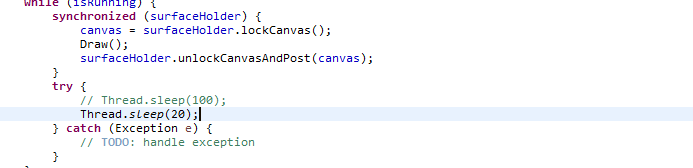 while (isRunning) {
synchronized (surfaceHolder) {
canvas = surfaceHolder.lockCanvas();
Draw();
surfaceHolder.unlockCanvasAndPost(canvas);
}
try {
// Thread.sleep(100);
Thread.sleep(20);
} catch (Exception e) {
// TODO: handle exception
}